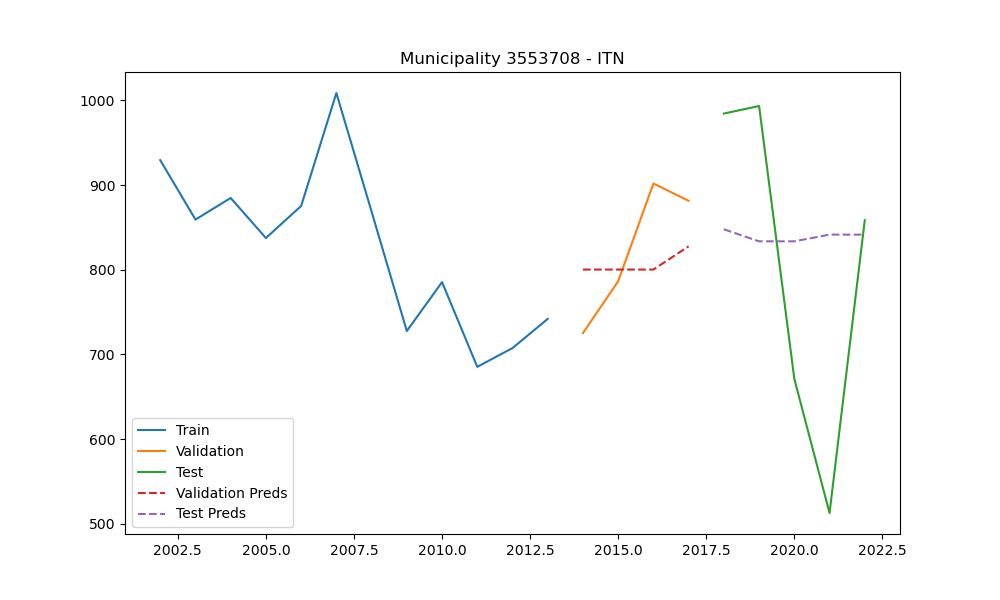 Municipality 3553708 - ITN
1000
900
800
700
600
500
Train
Validation
Test
Validation Preds
Test Preds
2002.5 2005.0 2007.5 2010.0 2012.5 2015.0 2017.5 2020.0 2022.5